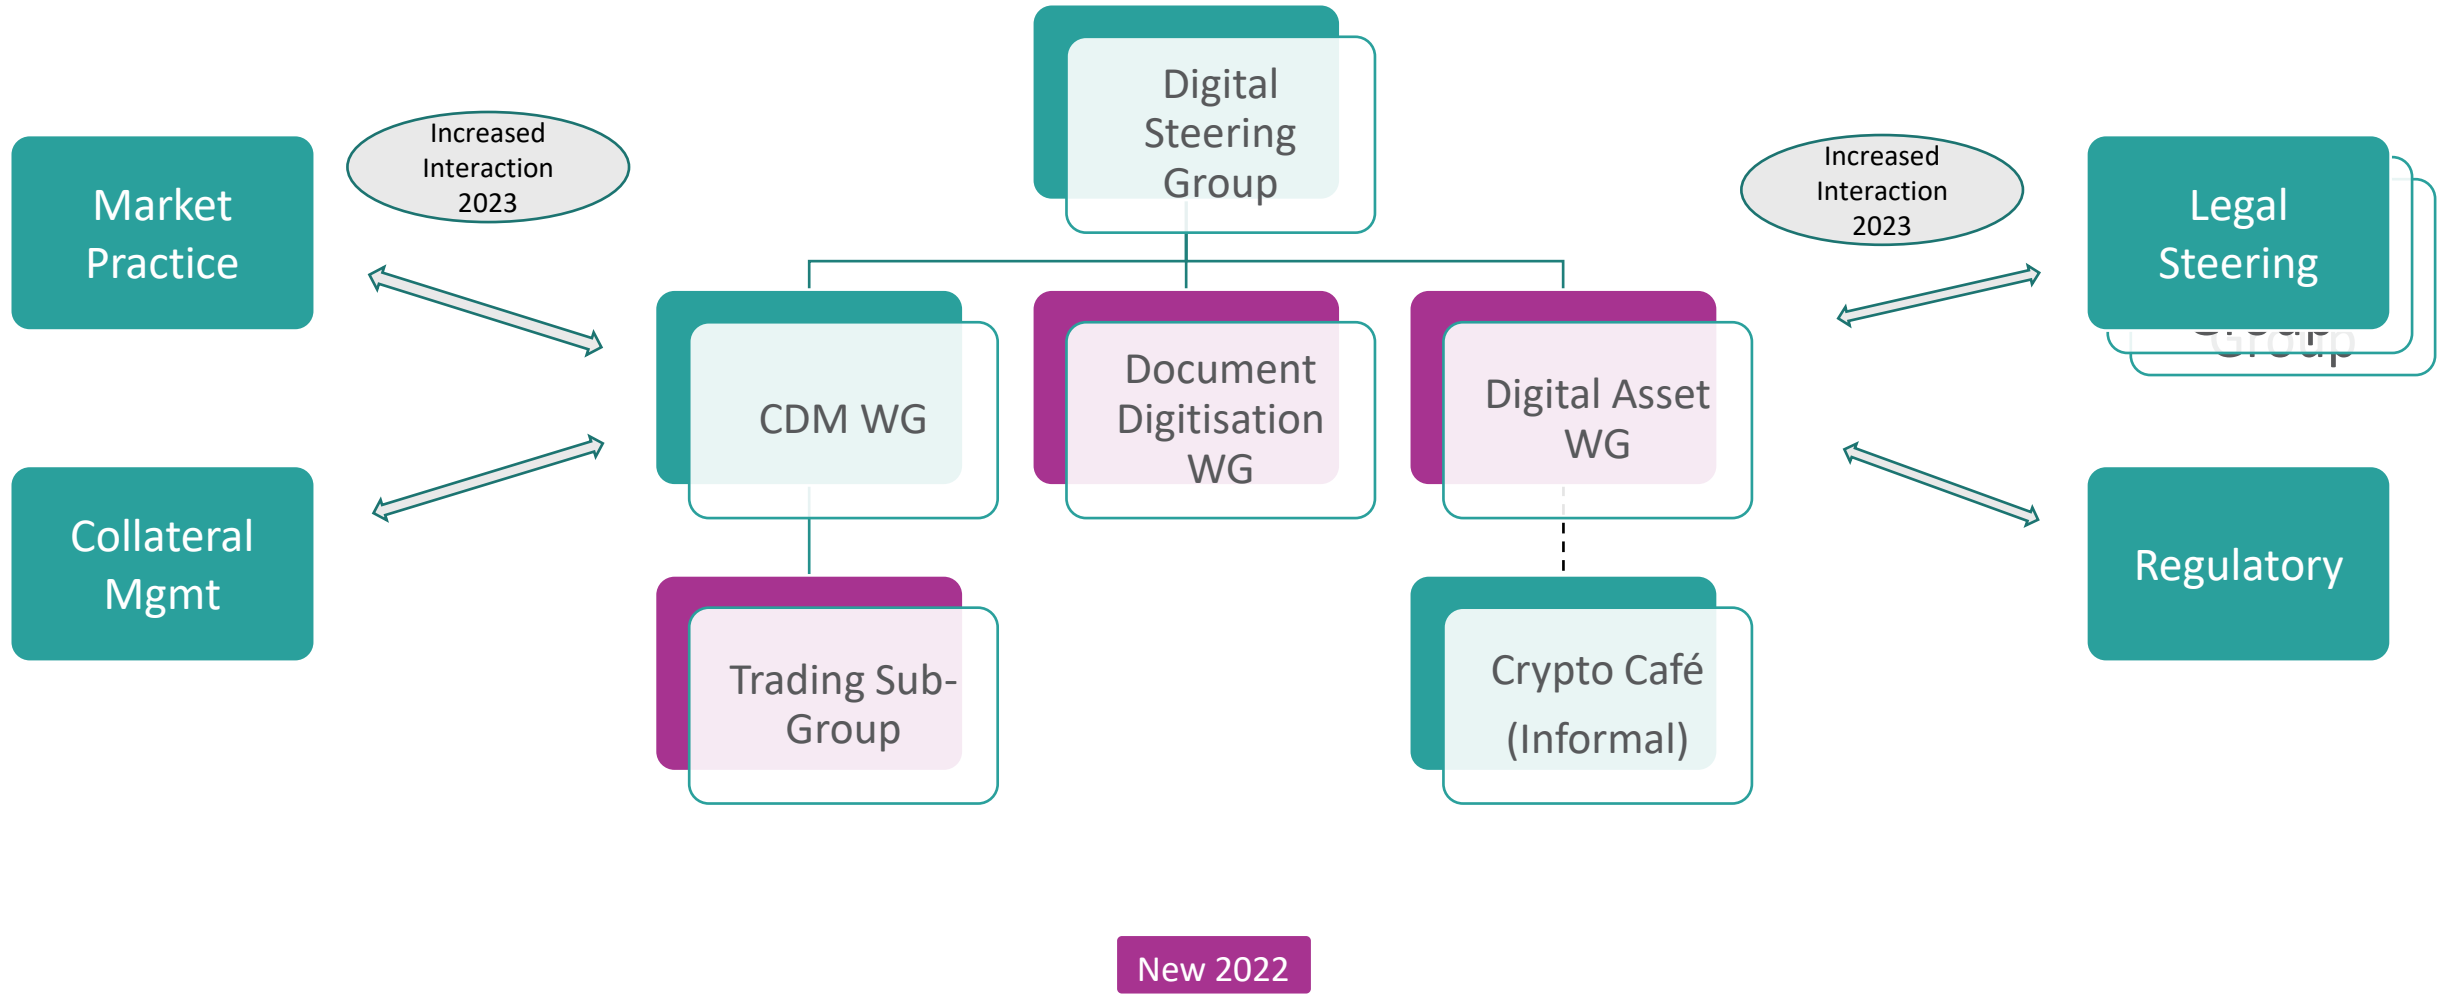 Digital
Steering
Group
Increased
Interaction
2023
Increased
Interaction
2023
Market
Practice
Legal
Steering
Group
CDM WG
Document
Digitisation
WG
Digital Asset
WG
Collateral
Mgmt
Regulatory
Trading Sub-
Group
Crypto Café
(Informal)
New 2022